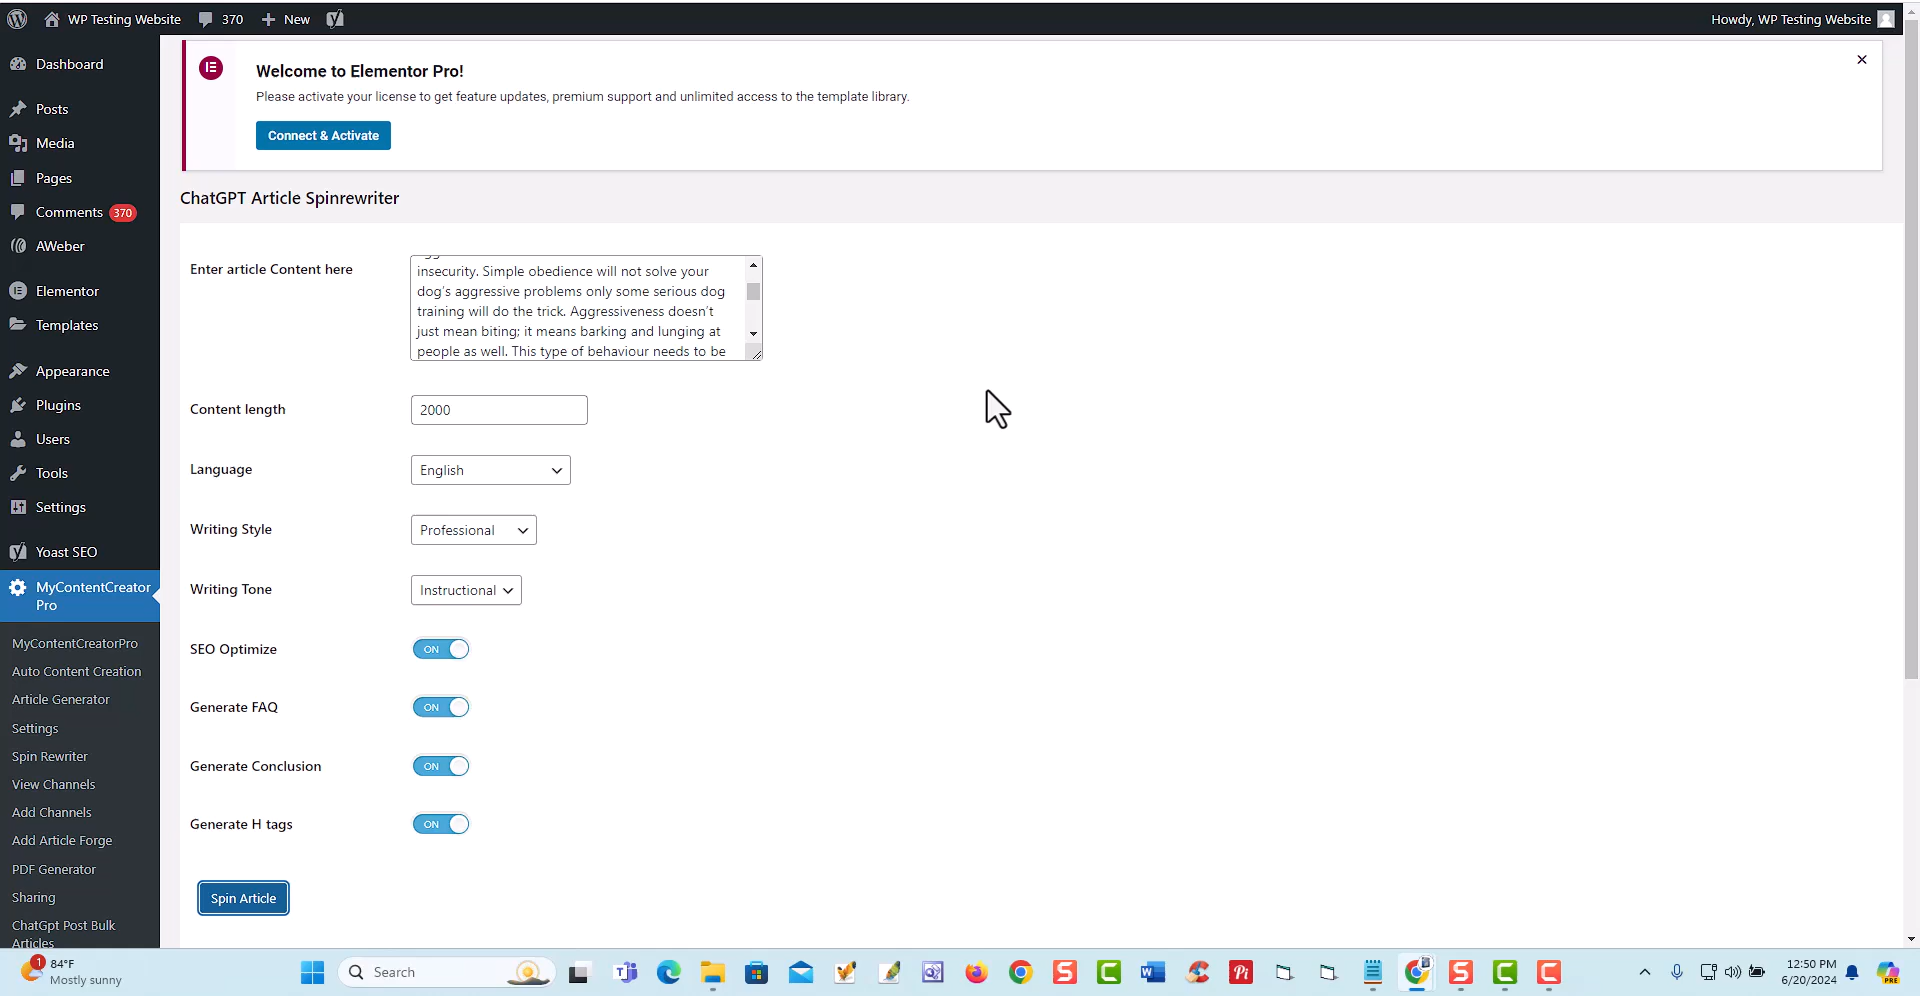 WP Testing Website
370
New
Howdy, WP Testing Website
Dashboard
Posts
Media
Pages
Comments 370
AWeber
Elementor
Templates
Appearance
Plugins
Users
Tools
Settings
Yoast SEO
MyContentCreator
Pro
MyContentCreatorPro
Auto Content Creation
Article Generator
Settings
Spin Rewriter
View Channels
Add Channels
Add Article Forge
PDF Generator
Sharing
ChatGpt Post Bulk
Articles
Welcome to Elementor Pro!
Please activate your license to get feature updates, premium support and unlimited access to the template library.
Connect & Activate
ChatGPT Article Spinrewriter
Enter article Content here
insecurity. Simple obedience will not solve your
dog's aggressive problems only some serious dog
training will do the trick. Aggressiveness doesn't
just mean biting; it means barking and lunging at
people as well. This type of behaviour needs to be
Content length
2000
Language
English
Writing Style
Professional
Writing Tone
Instructional
SEO Optimize
ON
Generate FAQ
ON
Generate Conclusion
ON
Generate H tags
ON
Spin Article
1
84°F
Mostly sunny
Search
12:50 PM
6/20/2024
PRE